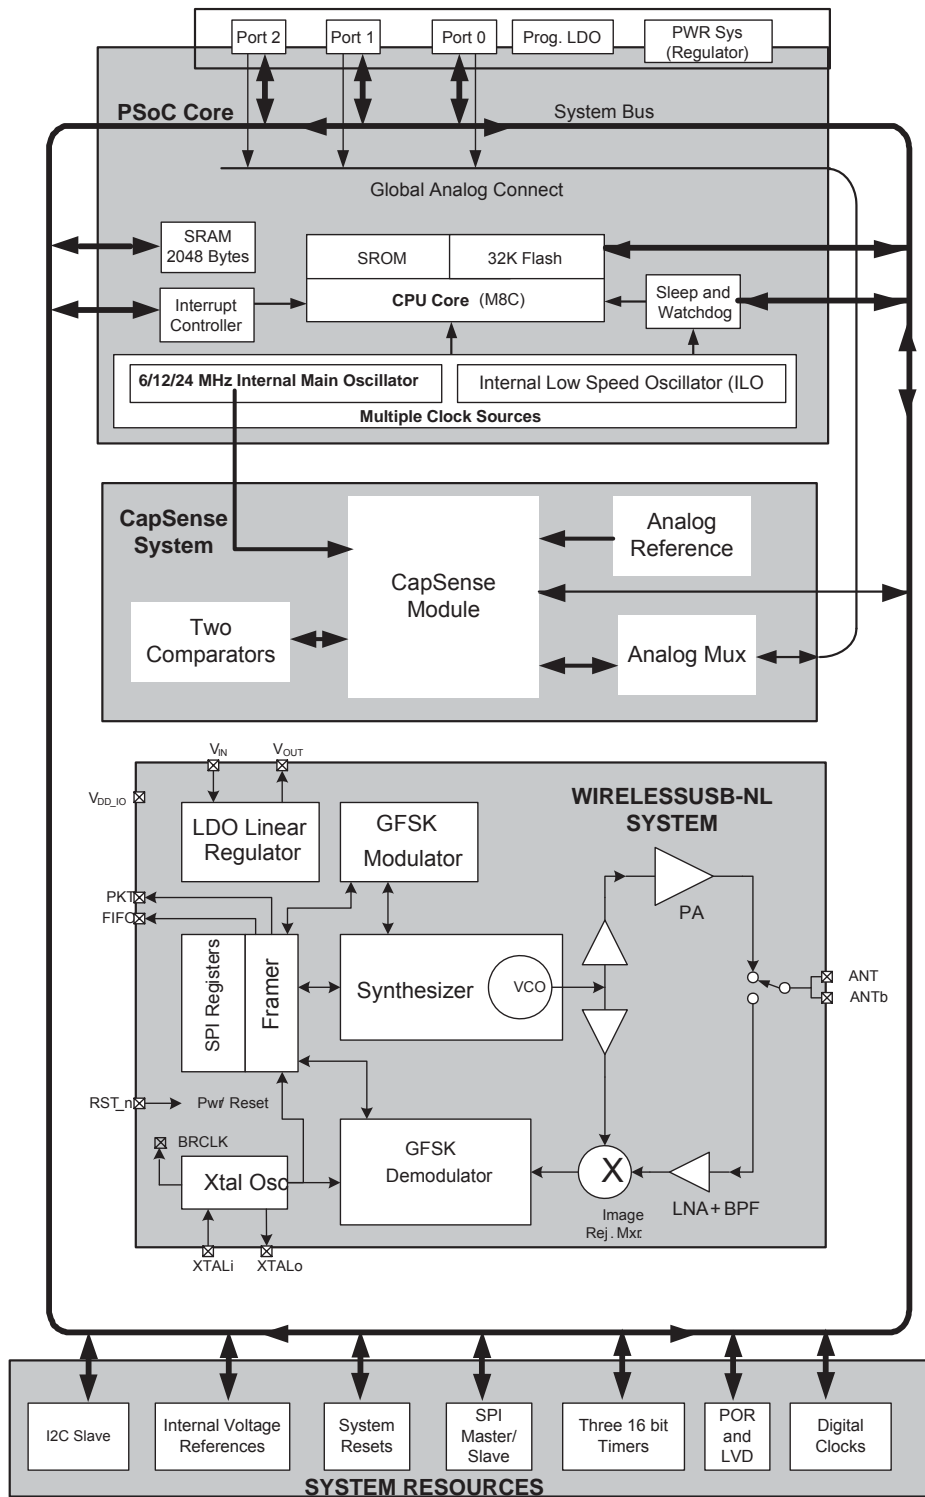 Port 2
Port 1
Port 0
Prog. LDO
PWR Sys
(Regulator)
PSoC Core
System Bus
Global Analog Connect
SRAM
2048 Bytes
SROM
32K Flash
CPU Core (M8C)
Interrupt
Controller
Sleep and
Watchdog
6/12/24 MHz Internal Main Oscillator
Internal Low Speed Oscillator (ILO
Multiple Clock Sources
CapSense
System
CapSense
Module
Analog
Reference
Two
Comparators
Analog Mux
VIN
VOUT
VDD_IO
LDO Linear
Regulator
GFSK
Modulator
WIRELESSUSB-NL
SYSTEM
PKT
FIFO
PA
SPI Registers
Framer
Synthesizer
VCO
ANT
ANTb
RST_n
Pwr/ Reset
BRCLK
Xtal Osc
GFSK
Demodulator
X
Image
Rej. Mxr.
LNA + BPF
XTALi
XTALo
I2C Slave
Internal Voltage
References
System
Resets
SPI
Master/
Slave
Three 16 bit
Timers
POR
and
LVD
Digital
Clocks
SYSTEM RESOURCES